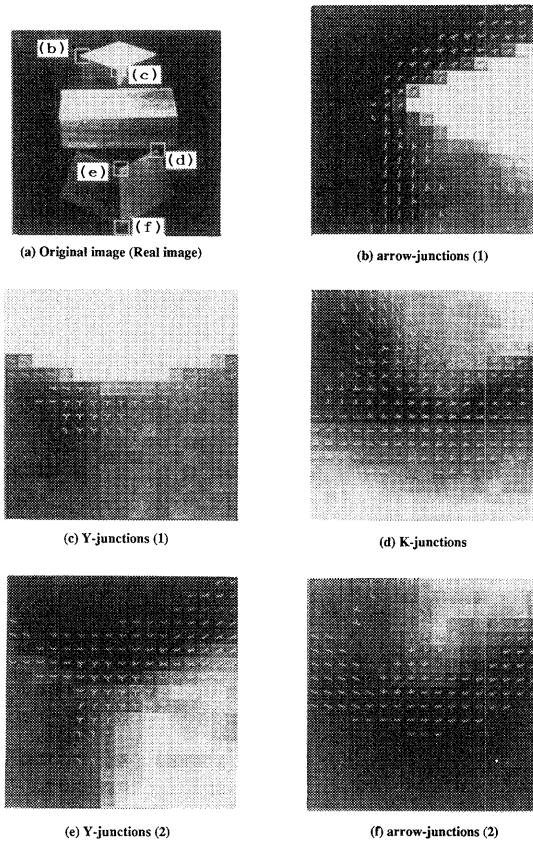 (b)
(c)
(d)
(e)
(f)
(a) Original image (Real image)
(b) arrow-junctions (1)
(c) Y-junctions (1)
(d) K-junctions
(e) Y-junctions (2)
(f) arrow-junctions (2)